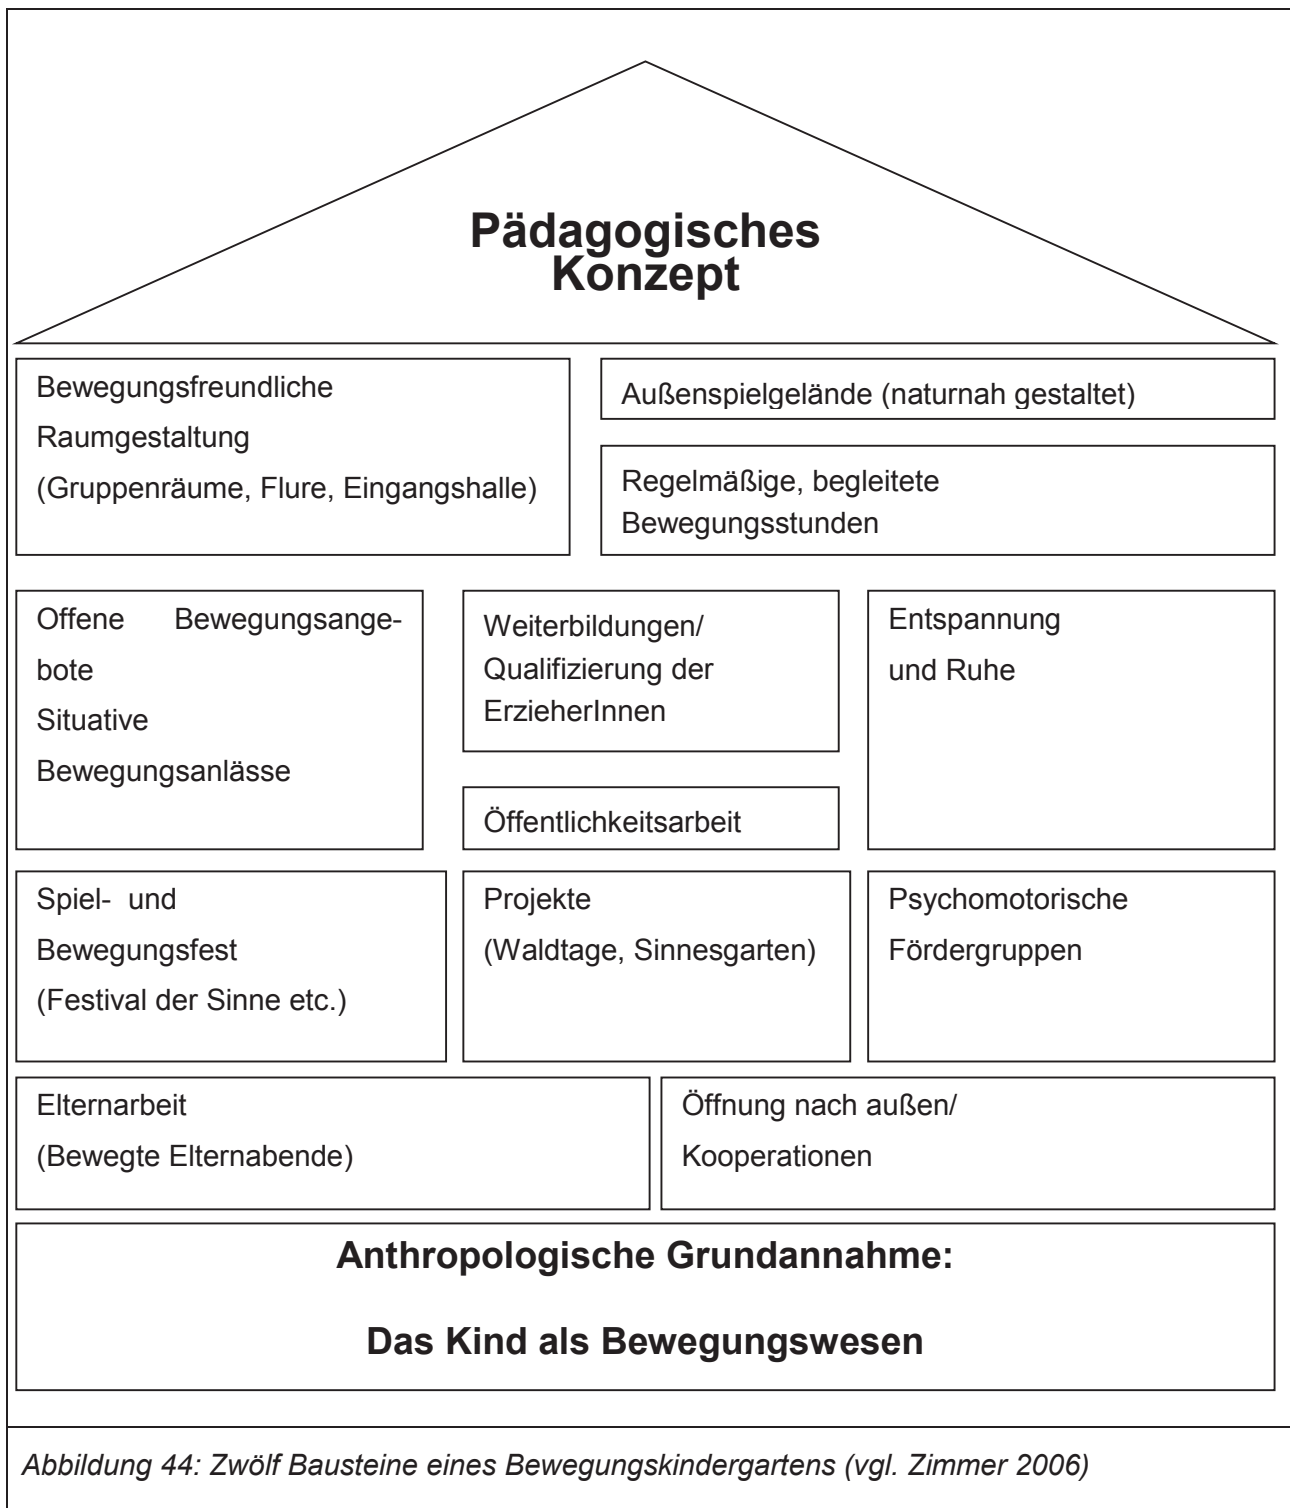 Pädagogisches
Konzept
Bewegungsfreundliche
Raumgestaltung
(Gruppenräume, Flure, Eingangshalle)
Außenspielgelände (naturnah gestaltet)
Regelmäßige, begleitete
Bewegungsstunden
Offene Bewegungsange-
bote
Situative
Bewegungsanlässe
Weiterbildungen/
Qualifizierung der
ErzieherInnen
Öffentlichkeitsarbeit
Entspannung
und Ruhe
Spiel- und
Bewegungsfest
(Festival der Sinne etc.)
Projekte
(Waldtage, Sinnesgarten)
Psychomotorische
Fördergruppen
Elternarbeit
(Bewegte Elternabende)
Öffnung nach außen/
Kooperationen
Anthropologische Grundannahme:
Das Kind als Bewegungswesen
Abbildung 44: Zwölf Bausteine eines Bewegungskindergartens (vgl. Zimmer 2006)